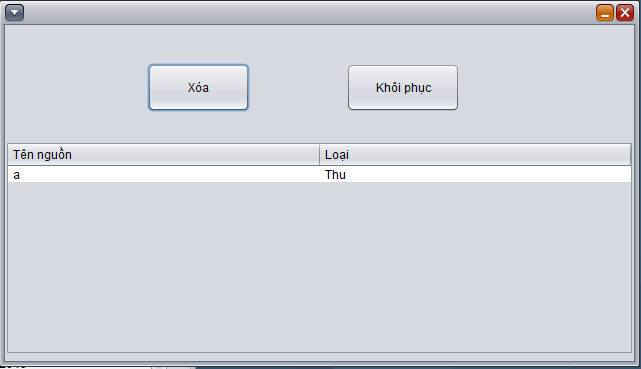 Xóa
Khôi phục
Tên nguồn
Loại
a
Thu